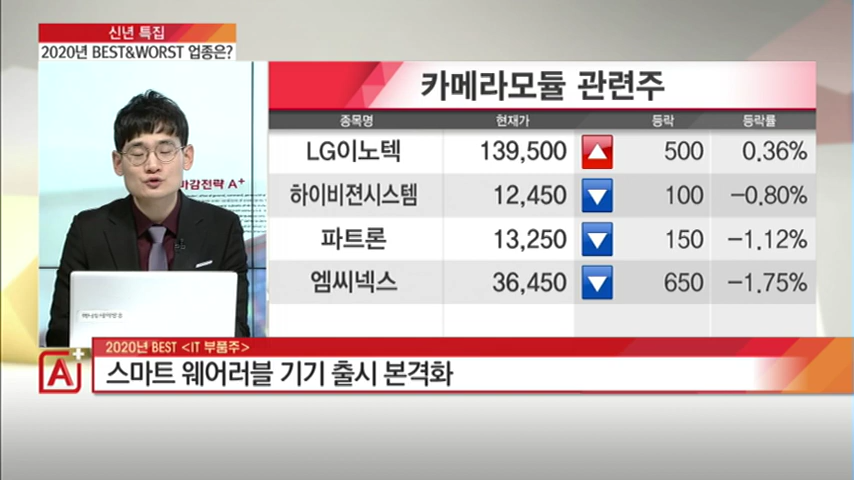 신년 특집
2020년 BEST&WORST 업종은?
마감전략 A+
카메라모듈 관련주
종목명 현재가 등락 등락률
LG이노텍 139,500 ▲ 500 0.36%
하이비젼시스템 12,450 ▼ 100 -0.80%
파트론 13,250 ▼ 150 -1.12%
엠씨넥스 36,450 ▼ 650 -1.75%
A+
2020년 BEST <IT 부품주>
스마트 웨어러블 기기 출시 본격화